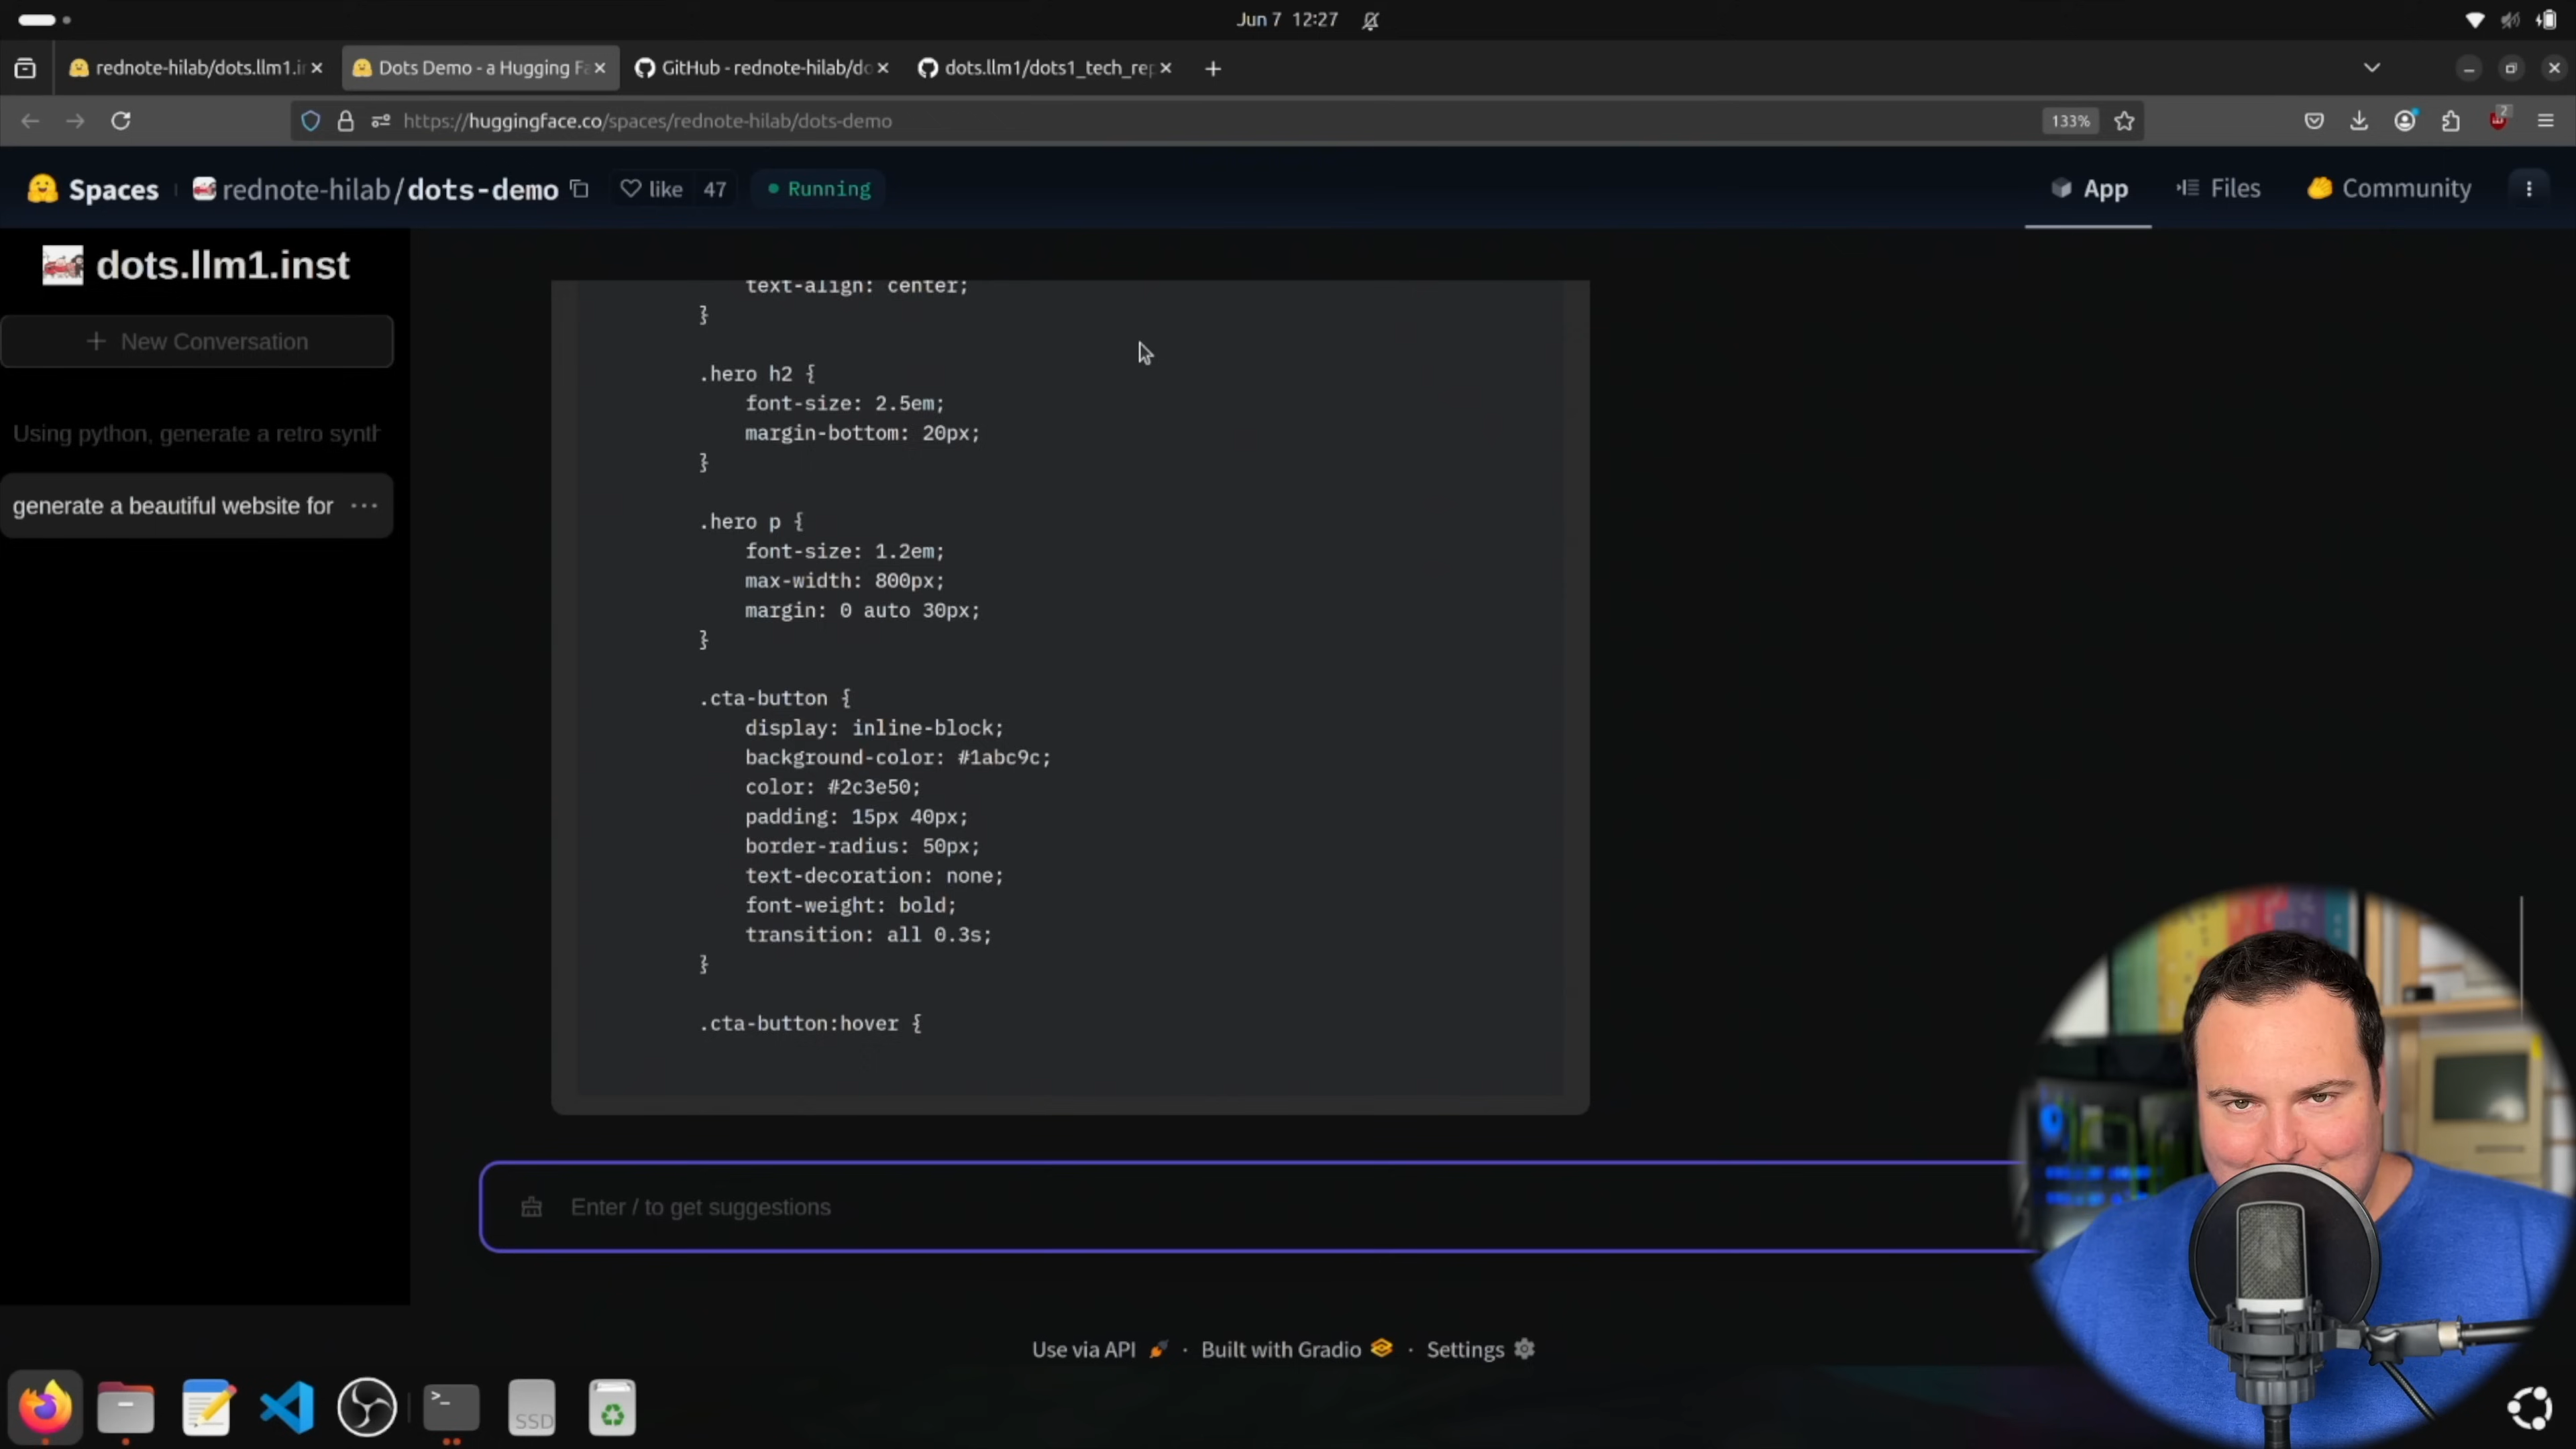 Jun 7 12:27
rednote-hilab/dots.llm1.in
Dots Demo - a Hugging Fa
GitHub - rednote-hilab/do
dots.llm1/dots1_tech_rep
https://huggingface.co/spaces/rednote-hilab/dots-demo
133%
2
Spaces
rednote-hilab/dots-demo
like 47
Running
App
Files
Community
dots.llm1.inst
+ New Conversation
Using python, generate a retro synth
generate a beautiful website for ···
text-align: center;
}
.hero h2 {
font-size: 2.5em;
margin-bottom: 20px;
}
.hero p {
font-size: 1.2em;
max-width: 800px;
margin: 0 auto 30px;
}
.cta-button {
display: inline-block;
background-color: #1abc9c;
color: #2c3e50;
padding: 15px 40px;
border-radius: 50px;
text-decoration: none;
font-weight: bold;
transition: all 0.3s;
}
.cta-button:hover {
Enter / to get suggestions
Use via API · Built with Gradio · Settings
>_
SSD